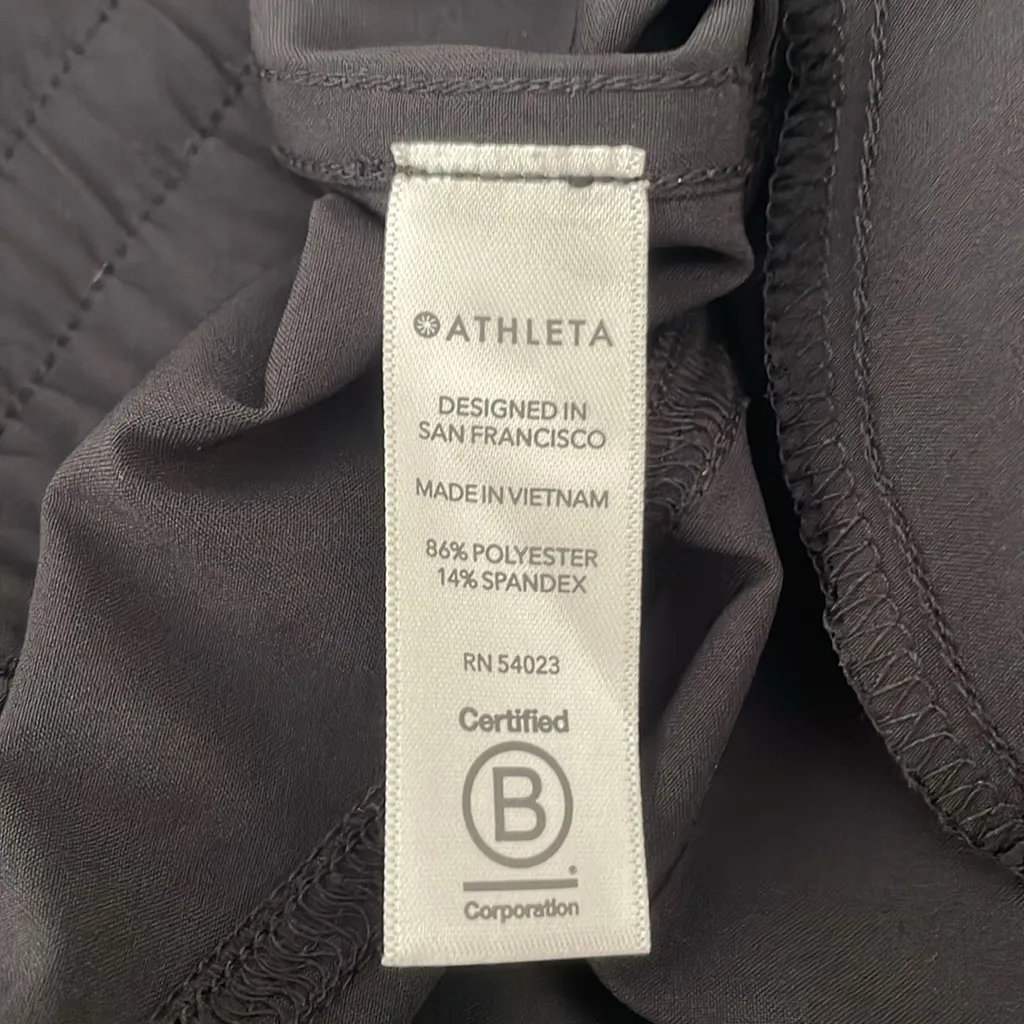 ATHLETA
DESIGNED IN
SAN FRANCISCO
MADE IN VIETNAM
86% POLYESTER
14% SPANDEX
RN 54023
Certified
B
®
Corporation